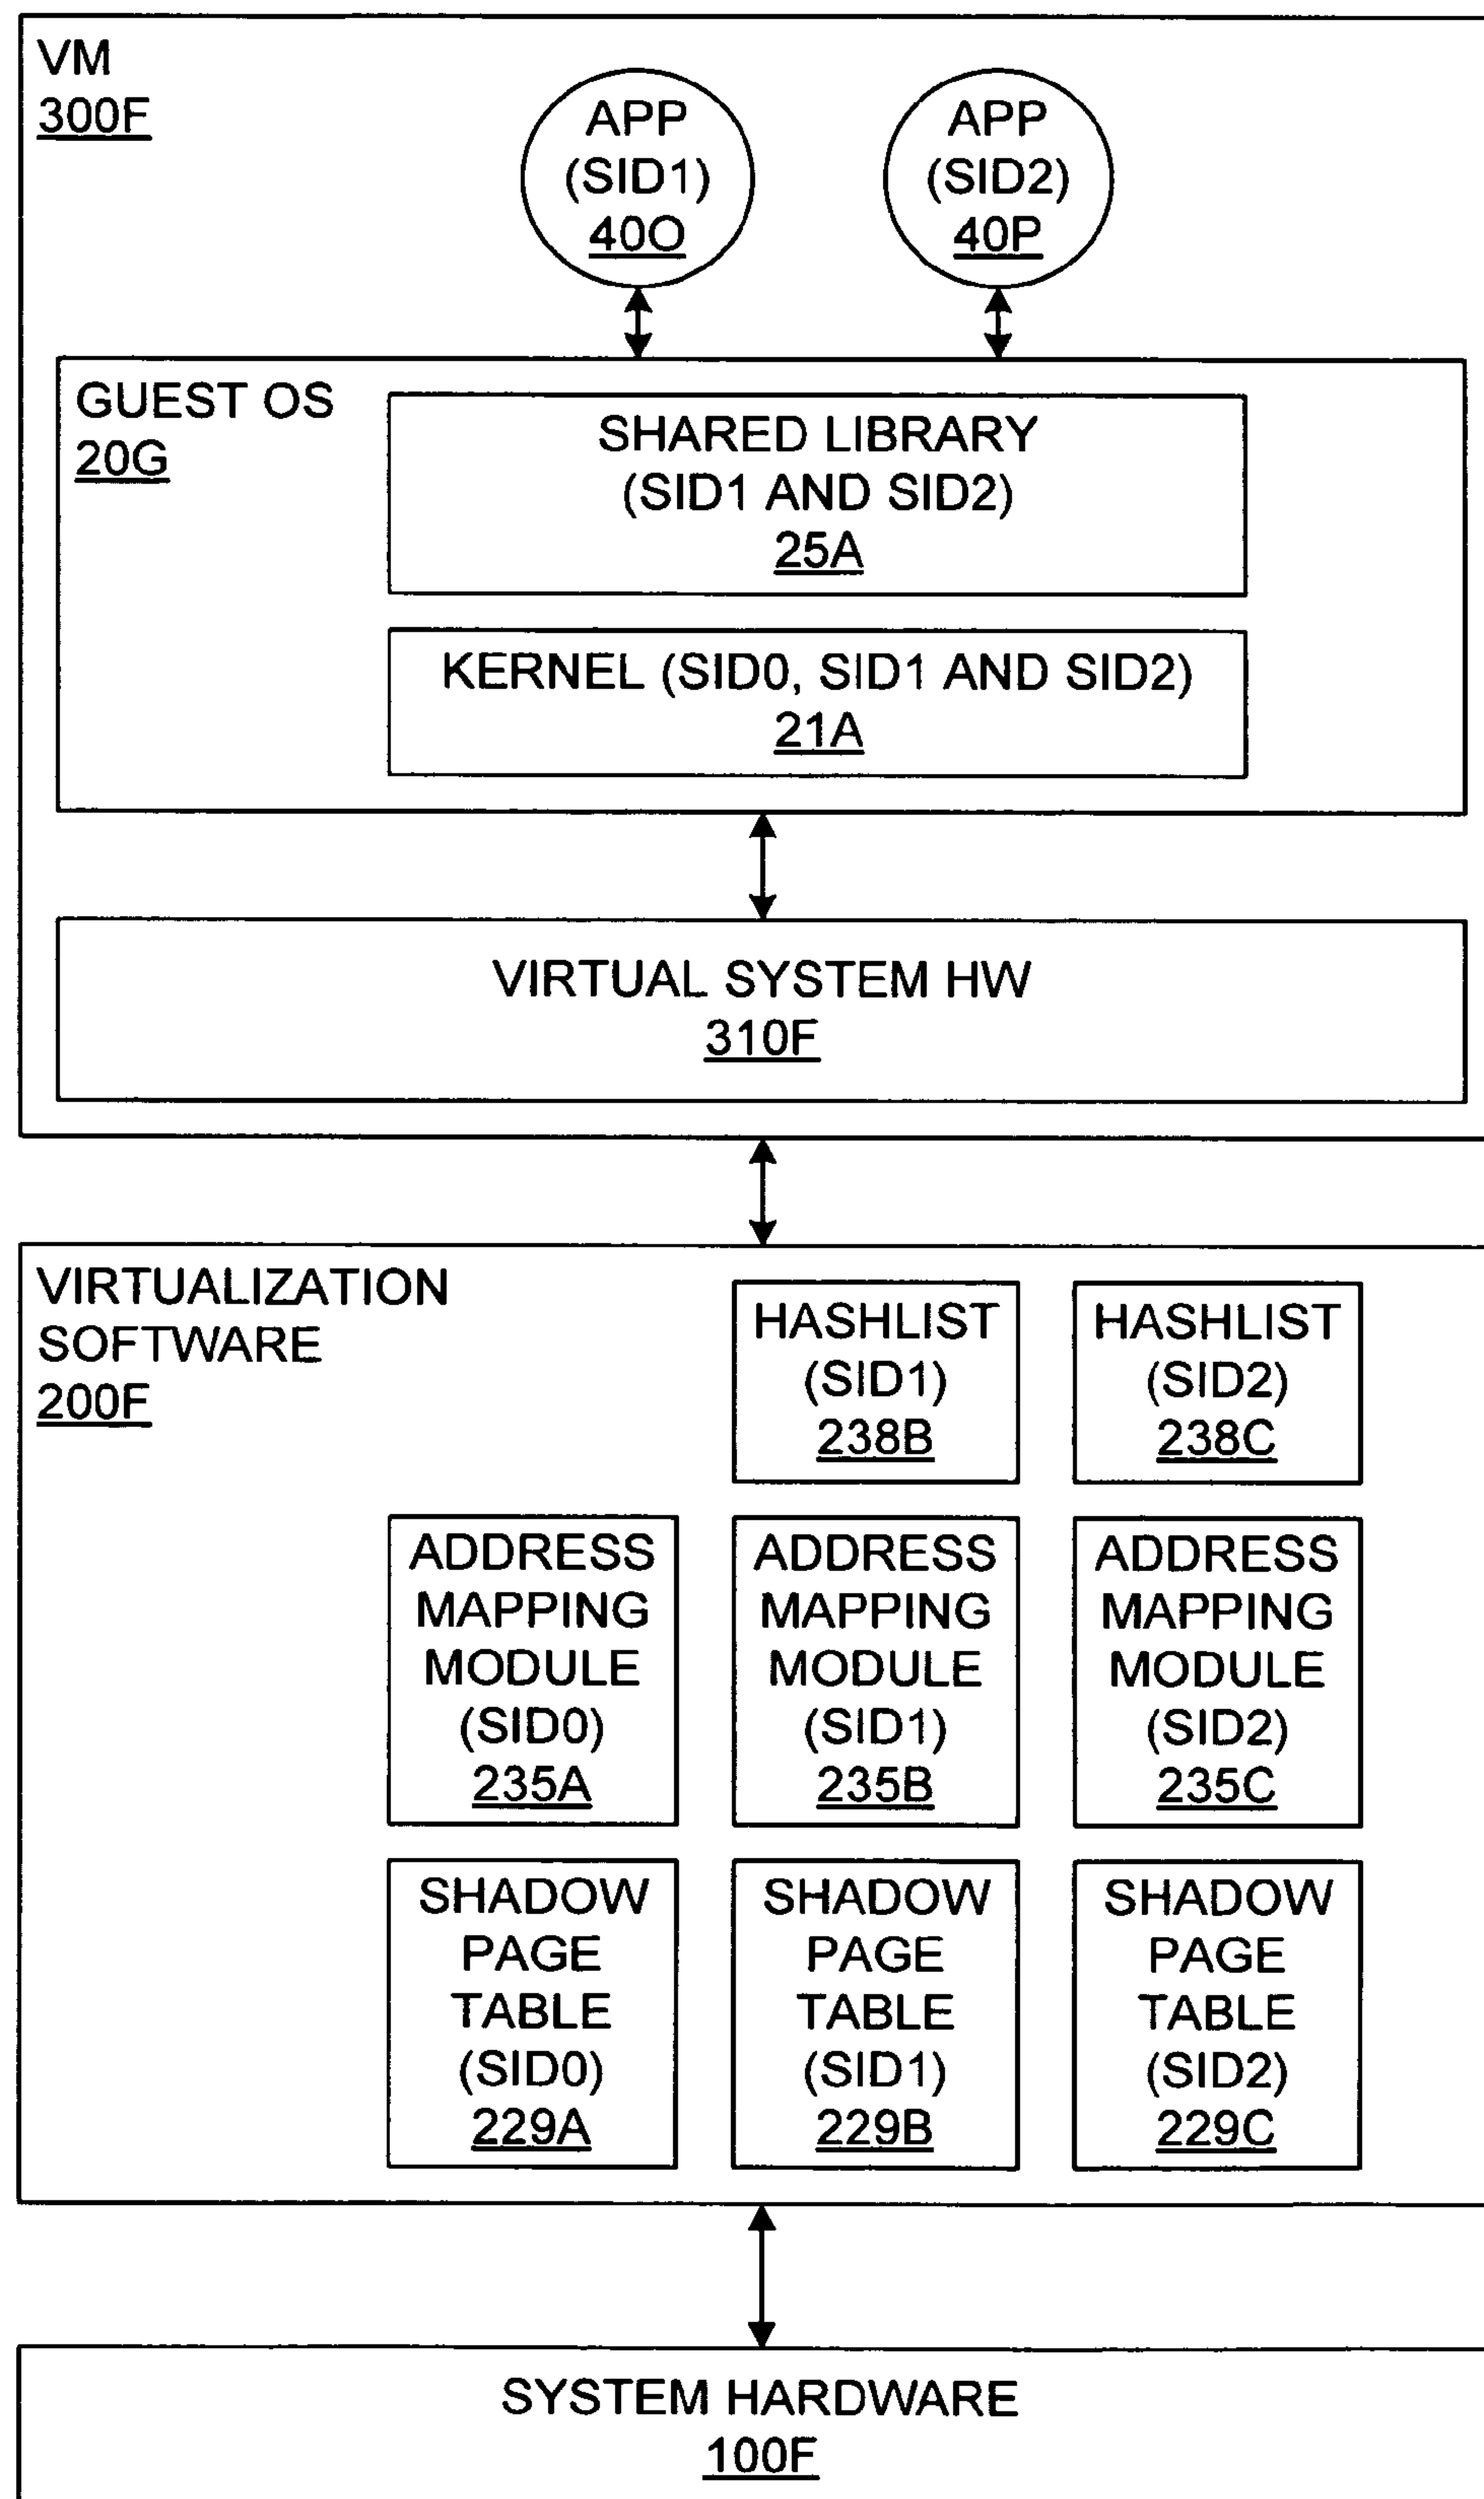 VM
300F
APP
(SID1)
40O
APP
(SID2)
40P
GUEST OS
20G
SHARED LIBRARY
(SID1 AND SID2)
25A
KERNEL (SID0, SID1 AND SID2)
21A
VIRTUAL SYSTEM HW
310F
VIRTUALIZATION
SOFTWARE
200F
HASHLIST
(SID1)
238B
HASHLIST
(SID2)
238C
ADDRESS
MAPPING
MODULE
(SID0)
235A
ADDRESS
MAPPING
MODULE
(SID1)
235B
ADDRESS
MAPPING
MODULE
(SID2)
235C
SHADOW
PAGE
TABLE
(SID0)
229A
SHADOW
PAGE
TABLE
(SID1)
229B
SHADOW
PAGE
TABLE
(SID2)
229C
SYSTEM HARDWARE
100F